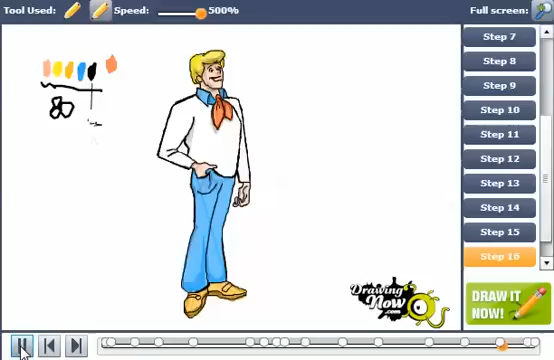 Tool Used:
Speed:
500%
Full screen:
Step 7
Step 8
Step 9
Step 10
Step 11
Step 12
Step 13
Step 14
Step 15
Step 16
Drawing
Now.com
DRAW IT
NOW!